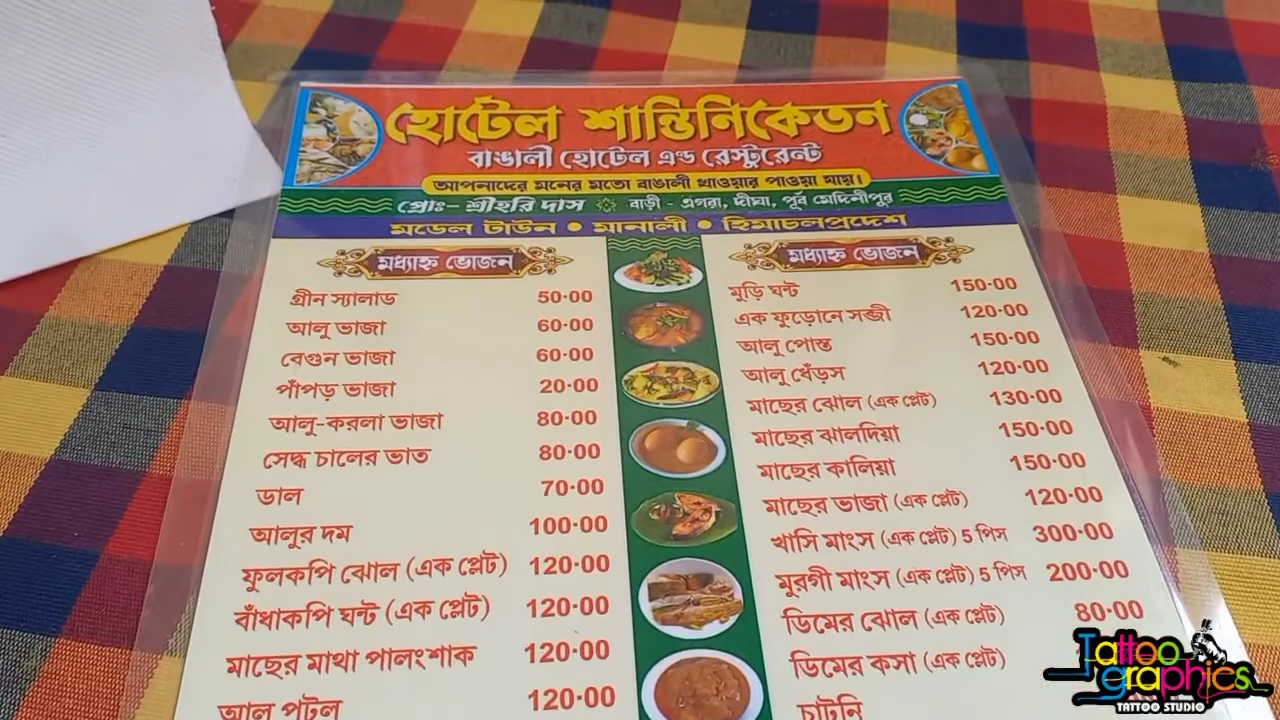 হোটেল শান্তিনিকেতন
বাঙালী হোটেল এণ্ড রেস্টুরেন্ট
আপনাদের মনের মতো বাঙালী খাওয়ার পাওয়া যায়।
প্রোঃ- শ্রীহরি দাস বাড়ী - এগরা, দীঘা, পূর্ব মেদিনীপুর
মডেল টাউন • মানালী • হিমাচলপ্রদেশ
মধ্যাহ্ন ভোজন
গ্রীন স্যালাড 50·00
আলু ভাজা 60·00
বেগুন ভাজা 60·00
পাঁপড় ভাজা 20·00
আলু-করলা ভাজা 80·00
সেদ্ধ চালের ভাত 80·00
ডাল 70·00
আলুর দম 100·00
ফুলকপি ঝোল (এক প্লেট) 120·00
বাঁধাকপি ঘন্ট (এক প্লেট) 120·00
মাছের মাথা পালংশাক 120·00
আলু পটল 120·00
মধ্যাহ্ন ভোজন
মুড়ি ঘন্ট 150·00
এক ফুড়োনে সব্জী 120·00
আলু পোস্ত 150·00
আলু ধেঁড়স 120·00
মাছের ঝোল (এক প্লেট) 130·00
মাছের ঝালদিয়া 150·00
মাছের কালিয়া 150·00
মাছের ভাজা (এক প্লেট) 120·00
খাসি মাংস (এক প্লেট) 5 পিস 300·00
মুরগী মাংস (এক প্লেট) 5 পিস 200·00
ডিমের ঝোল (এক প্লেট) 80·00
ডিমের কসা (এক প্লেট)
চাটনি
Tattoo
graphics
TATTOO STUDIO